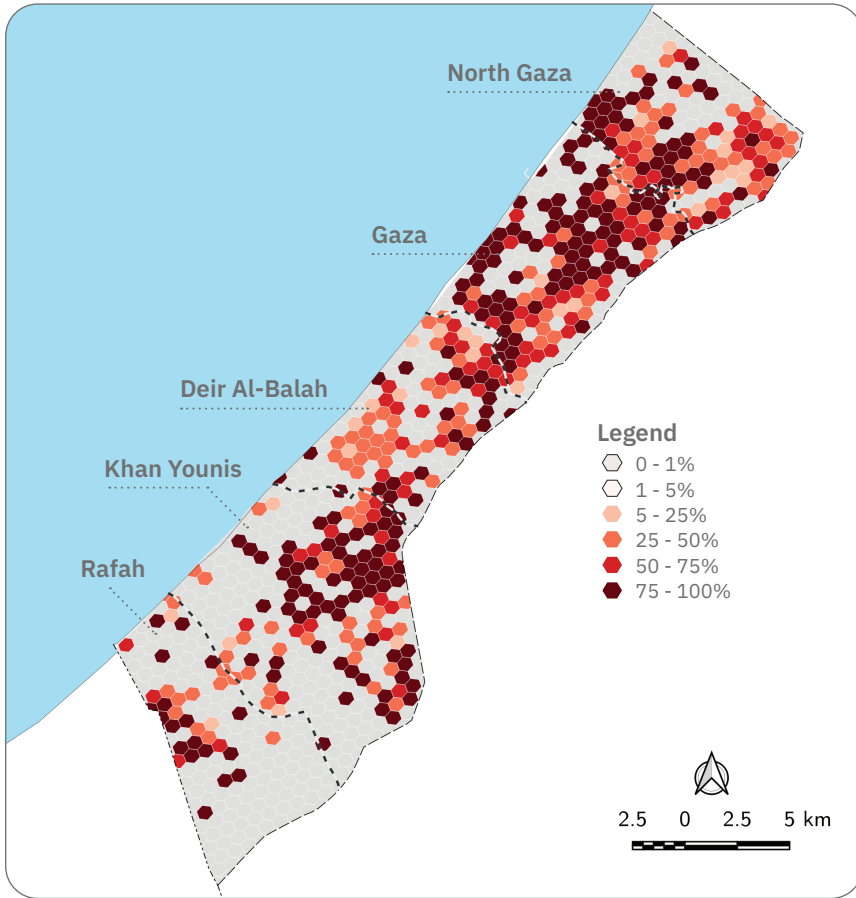 North Gaza
Gaza
Deir Al-Balah
Khan Younis
Rafah
Legend
0 - 1%
1 - 5%
5 - 25%
25 - 50%
50 - 75%
75 - 100%
2.5 0 2.5 5 km